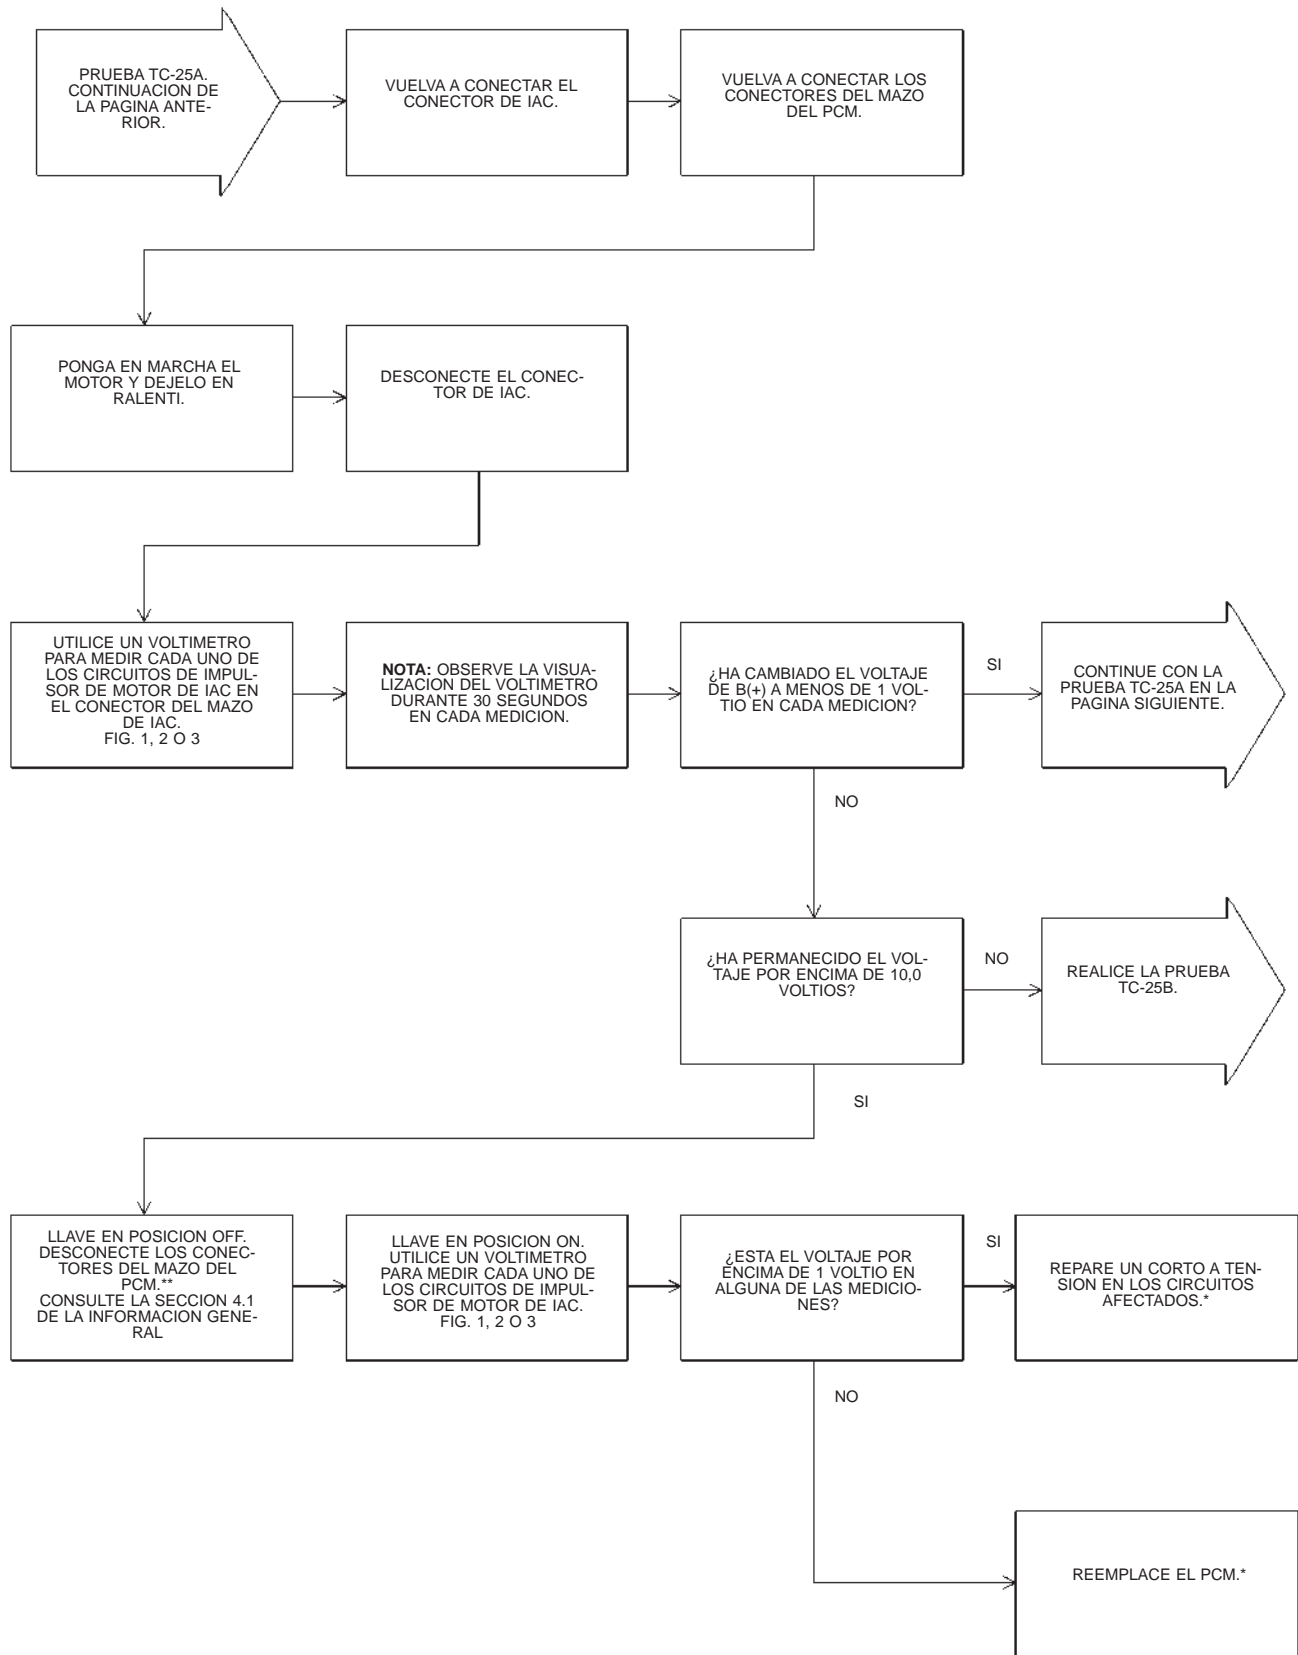 PRUEBA TC-25A.
CONTINUACION DE
LA PAGINA ANTE-
RIOR.
VUELVA A CONECTAR EL
CONECTOR DE IAC.
VUELVA A CONECTAR LOS
CONECTORES DEL MAZO
DEL PCM.
PONGA EN MARCHA EL
MOTOR Y DEJELO EN
RALENTI.
DESCONECTE EL CONEC-
TOR DE IAC.
UTILICE UN VOLTIMETRO
PARA MEDIR CADA UNO DE
LOS CIRCUITOS DE IMPUL-
SOR DE MOTOR DE IAC EN
EL CONECTOR DEL MAZO
DE IAC.
FIG. 1, 2 O 3
NOTA: OBSERVE LA VISUA-
LIZACION DEL VOLTIMETRO
DURANTE 30 SEGUNDOS
EN CADA MEDICION.
¿HA CAMBIADO EL VOLTAJE
DE B(+) A MENOS DE 1 VOL-
TIO EN CADA MEDICION?
SI
CONTINUE CON LA
PRUEBA TC-25A EN LA
PAGINA SIGUIENTE.
NO
¿HA PERMANECIDO EL VOL-
TAJE POR ENCIMA DE 10,0
VOLTIOS?
NO
REALICE LA PRUEBA
TC-25B.
SI
LLAVE EN POSICION OFF.
DESCONECTE LOS CONEC-
TORES DEL MAZO DEL
PCM.**
CONSULTE LA SECCION 4.1
DE LA INFORMACION GENE-
RAL
LLAVE EN POSICION ON.
UTILICE UN VOLTIMETRO
PARA MEDIR CADA UNO DE
LOS CIRCUITOS DE IMPUL-
SOR DE MOTOR DE IAC.
FIG. 1, 2 O 3
¿ESTA EL VOLTAJE POR
ENCIMA DE 1 VOLTIO EN
ALGUNA DE LAS MEDICIO-
NES?
SI
REPARE UN CORTO A TEN-
SION EN LOS CIRCUITOS
AFECTADOS.*
NO
REEMPLACE EL PCM.*